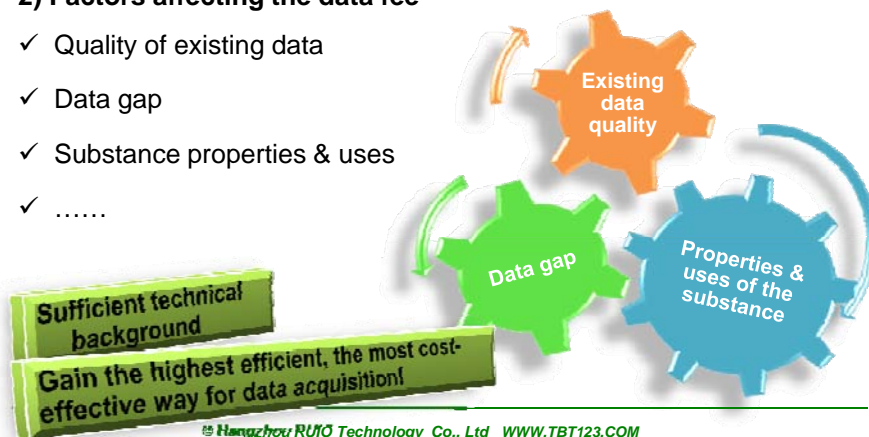 2) Factors affecting the data fee
✓ Quality of existing data
✓ Data gap
✓ Substance properties & uses
✓ ……
Existing
data
quality
Data gap
Properties &
uses of the
substance
Sufficient technical
background
Gain the highest efficient, the most cost-
effective way for data acquisition!
Hangzhou Technology Co., Ltd WWW.TBT123.COM